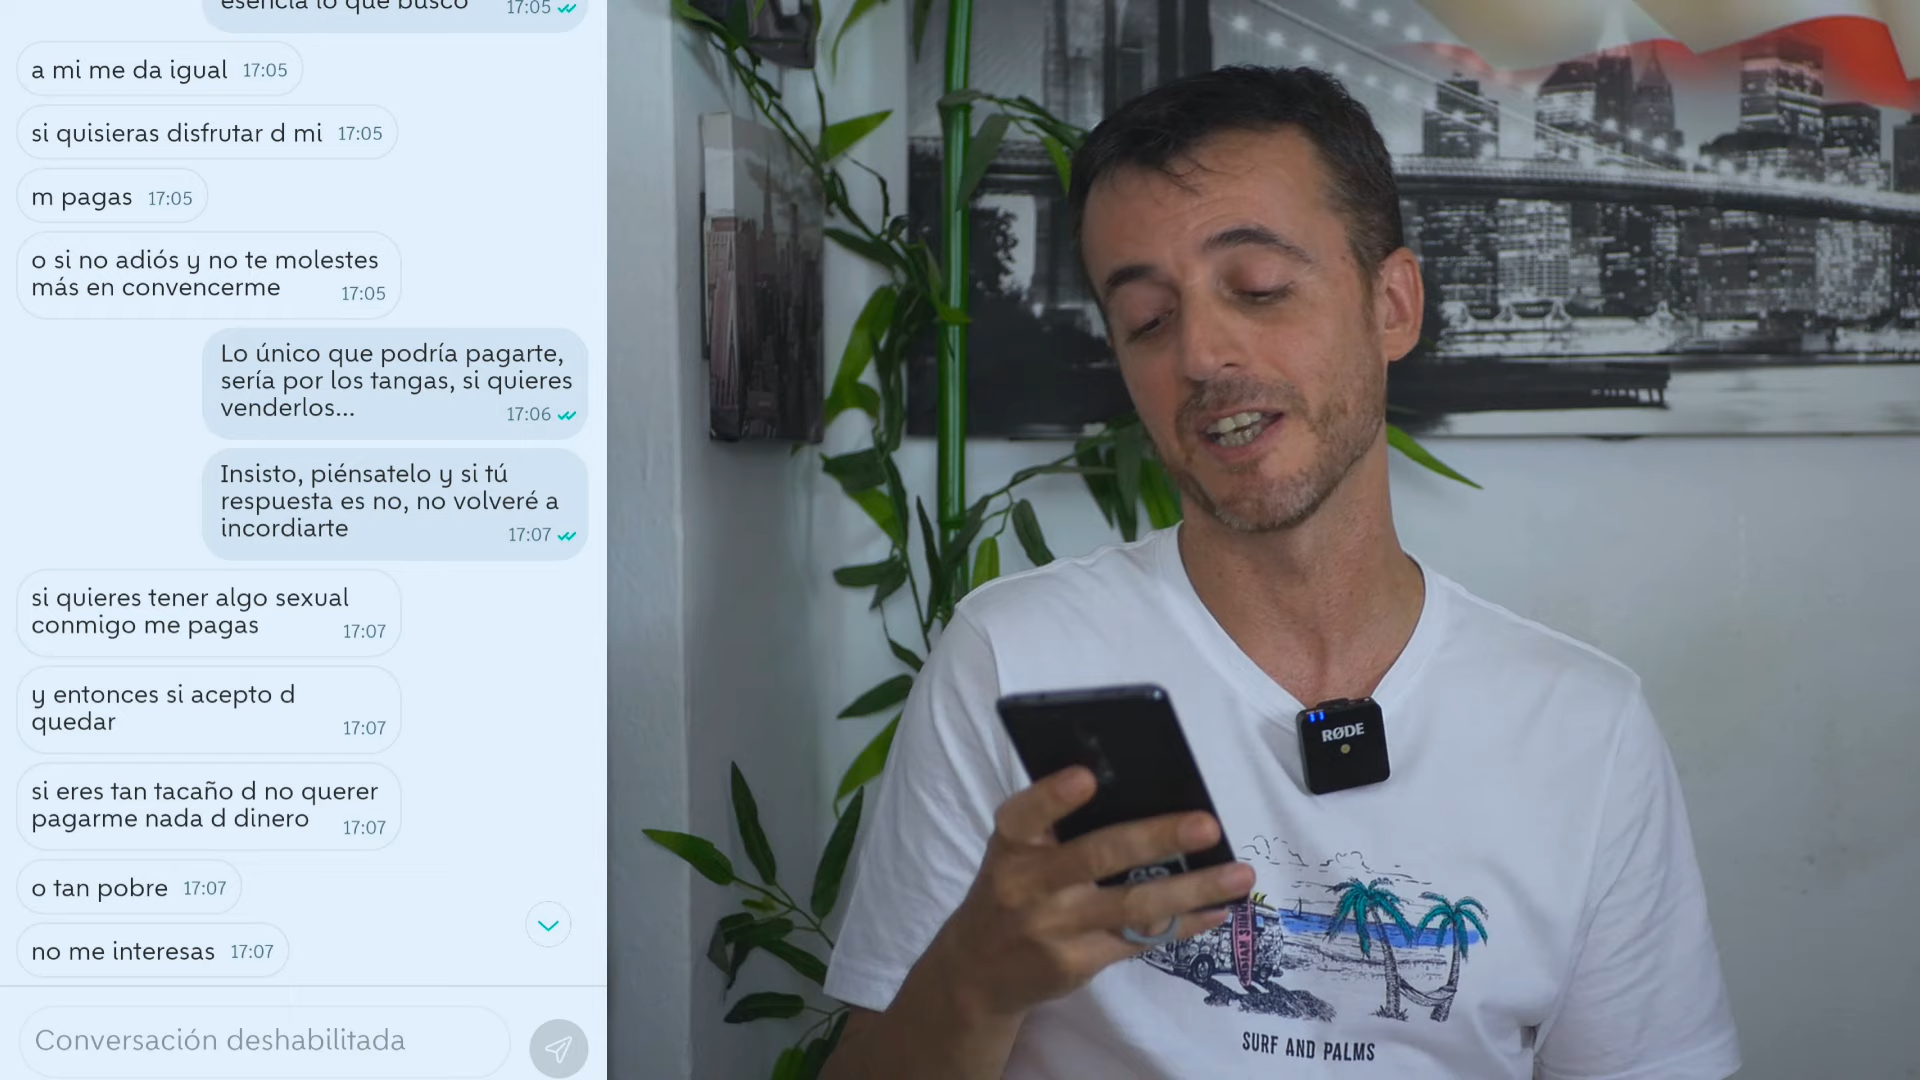 esencia lo que busco 17:05
a mi me da igual 17:05
si quisieras disfrutar d mi 17:05
m pagas 17:05
o si no adiós y no te molestes
más en convencerme 17:05
Lo único que podría pagarte,
sería por los tangas, si quieres
venderlos... 17:06
Insisto, piénsatelo y si tú
respuesta es no, no volveré a
incordiarte 17:07
si quieres tener algo sexual
conmigo me pagas 17:07
y entonces si acepto d
quedar 17:07
si eres tan tacaño d no querer
pagarme nada d dinero 17:07
o tan pobre 17:07
no me interesas 17:07
Conversación deshabilitada
RØDE
SURF AND PALMS